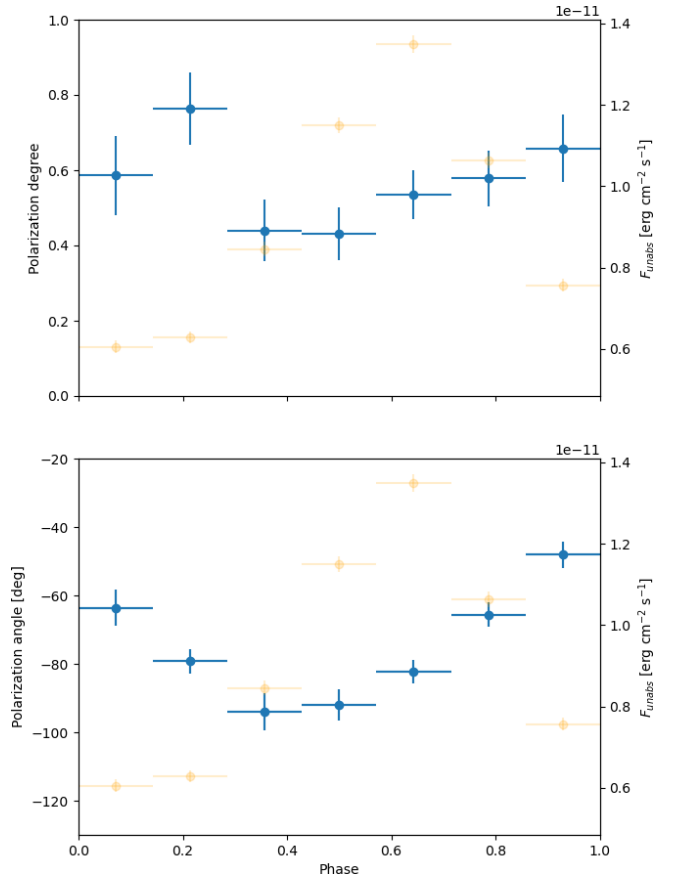 1e−11
1.0
0.8
0.6
0.4
0.2
0.0
Polarization degree
1.4
1.2
1.0
0.8
0.6
F_unabs [erg cm⁻² s⁻¹]
1e−11
−20
−40
−60
−80
−100
−120
Polarization angle [deg]
1.4
1.2
1.0
0.8
0.6
F_unabs [erg cm⁻² s⁻¹]
0.0 0.2 0.4 0.6 0.8 1.0
Phase